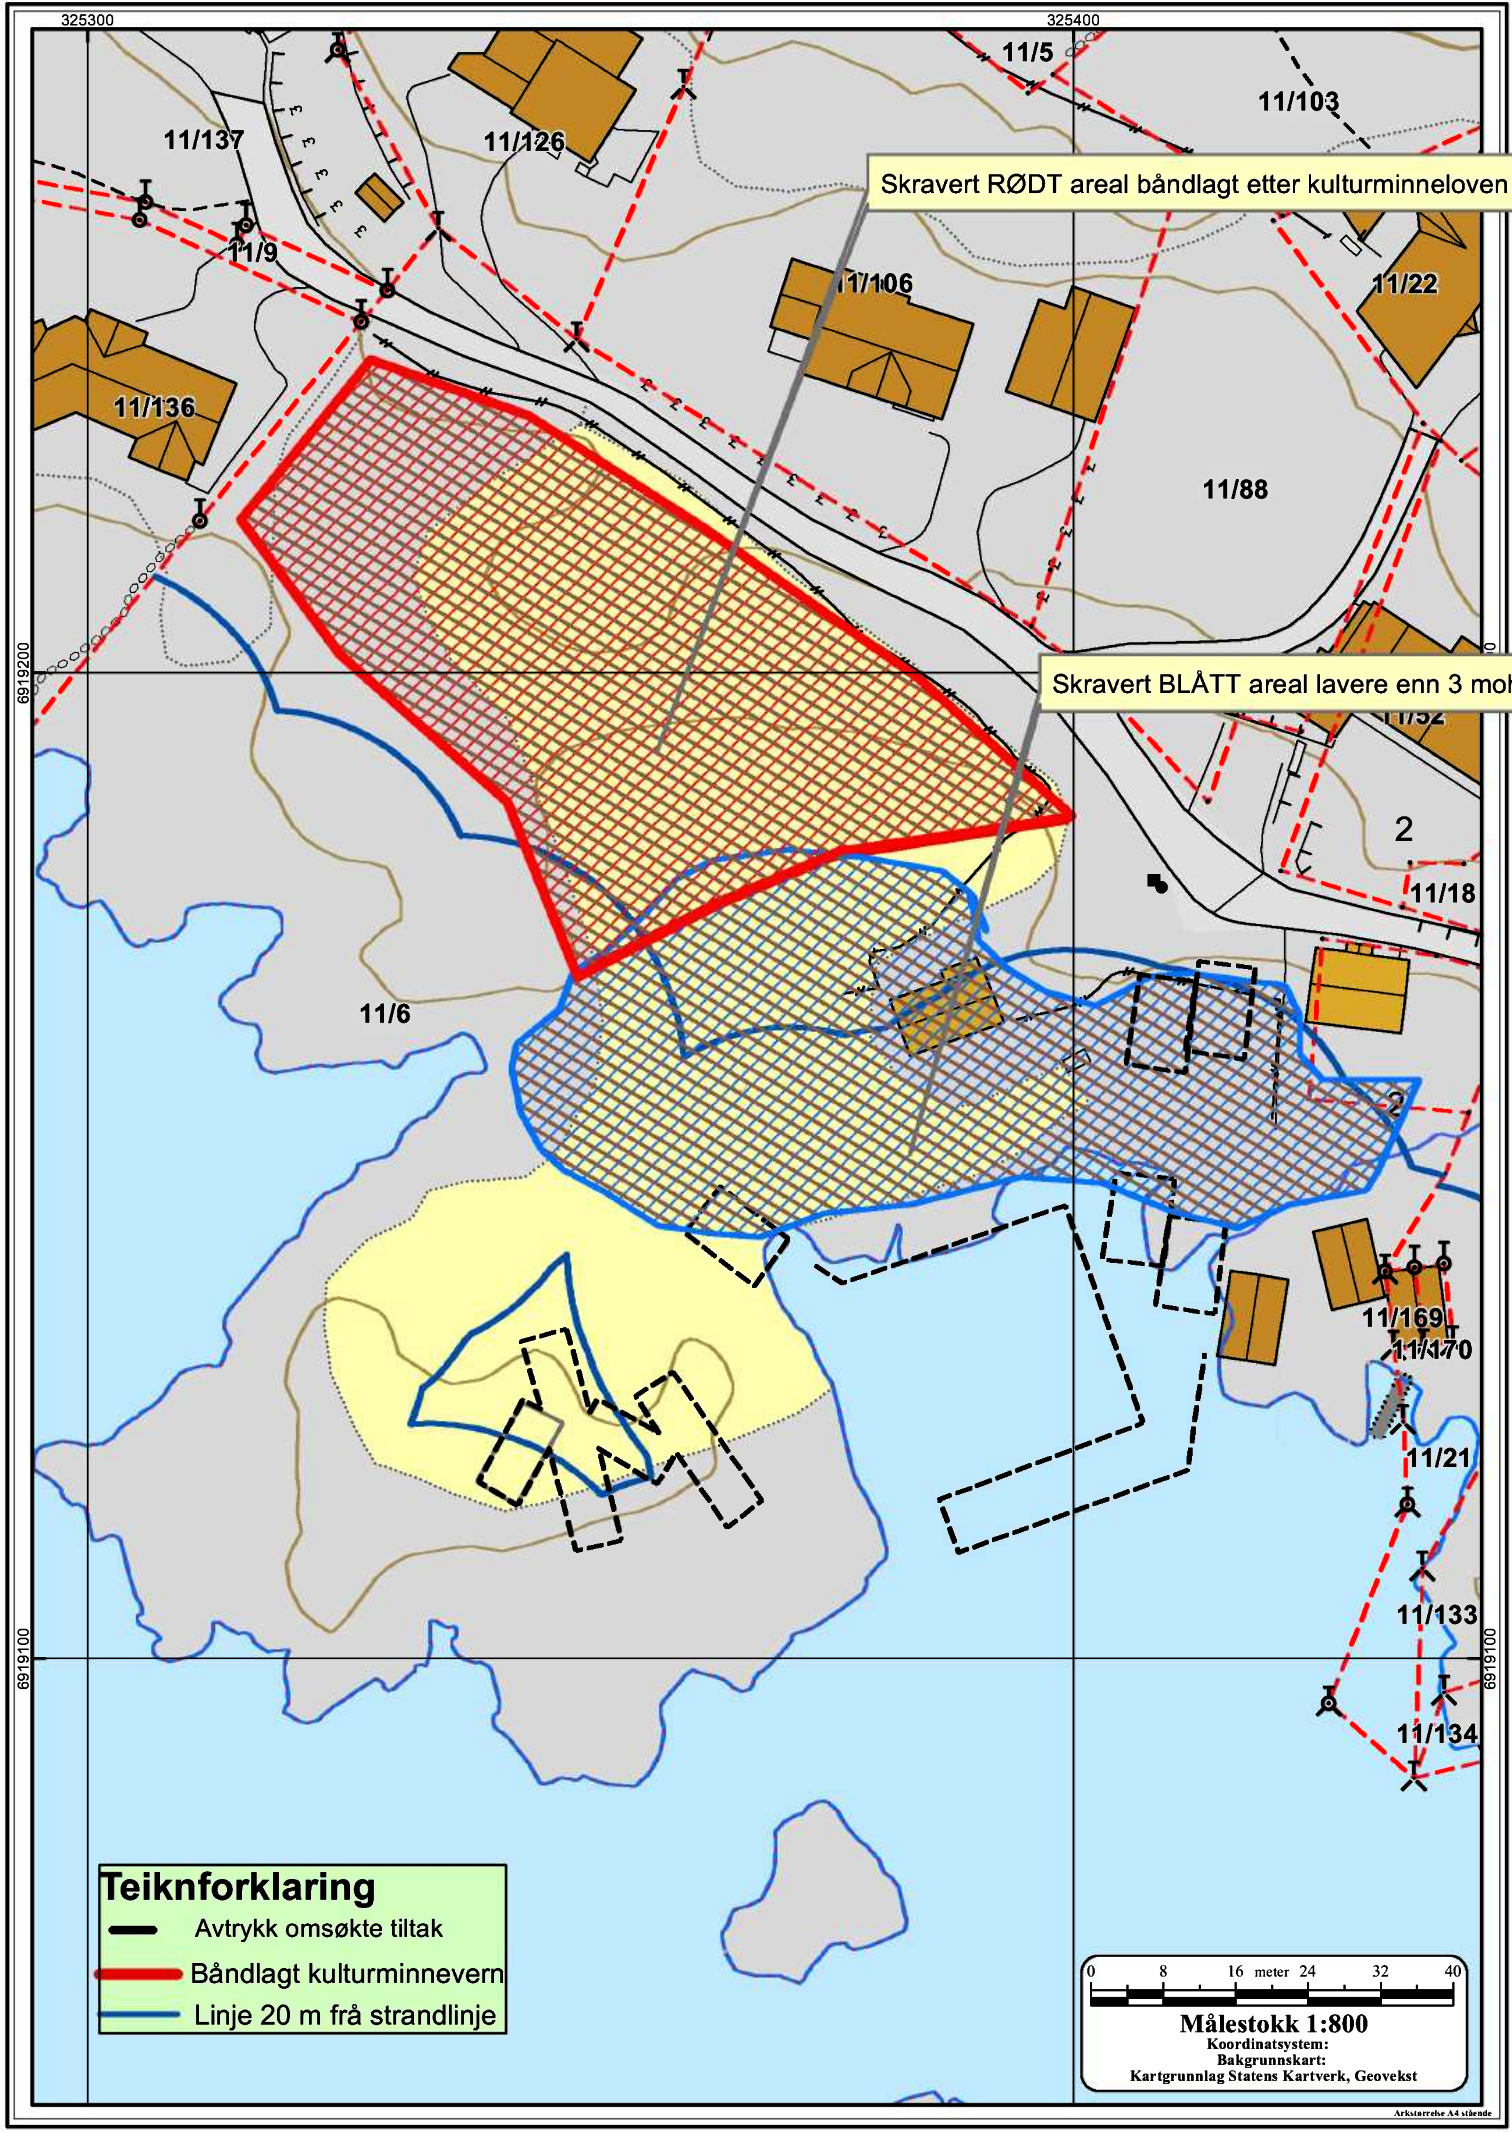 325300
325400
11/5
11/103
11/137
11/126
Skravert RØDT areal båndlagt etter kulturminneloven
11/9
11/106
11/22
11/136
11/88
6919200
Skravert BLÅTT areal lavere enn 3 moh
11/52
2
11/18
11/6
2
11/169
11/170
11/21
11/133
6919100
6919100
11/134
Teiknforklaring
Avtrykk omsøkte tiltak
Båndlagt kulturminnevern
Linje 20 m frå strandlinje
0 8 16 meter 24 32 40
Målestokk 1:800
Koordinatsystem:
Bakgrunnskart:
Kartgrunnlag Statens Kartverk, Geovekst
Arkstørrelse A4 stående